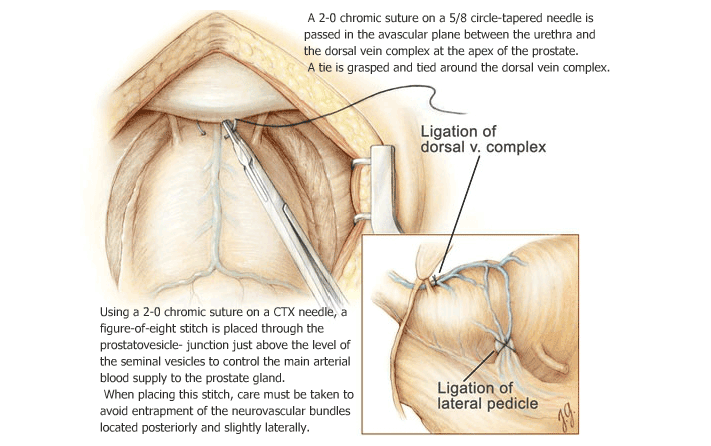 A 2-0 chromic suture on a 5/8 circle-tapered needle is
passed in the avascular plane between the urethra and
the dorsal vein complex at the apex of the prostate.
A tie is grasped and tied around the dorsal vein complex.
Ligation of
dorsal v. complex
Using a 2-0 chromic suture on a CTX needle, a
figure-of-eight stitch is placed through the
prostatovesicle- junction just above the level of
the seminal vesicles to control the main arterial
blood supply to the prostate gland.
When placing this stitch, care must be taken to
avoid entrapment of the neurovascular bundles
located posteriorly and slightly laterally.
Ligation of
lateral pedicle